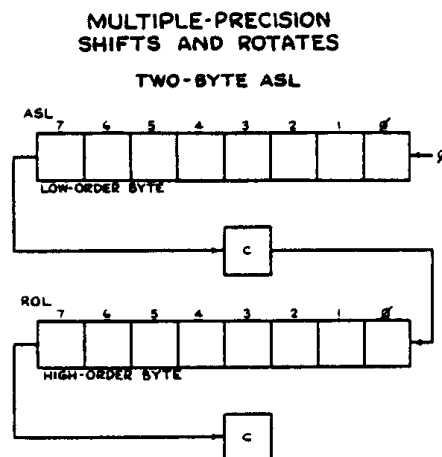 MULTIPLE-PRECISION
SHIFTS AND ROTATES
TWO-BYTE ASL
ASL
7 6 5 4 3 2 1 Ø
Ø
LOW-ORDER BYTE
C
ROL
7 6 5 4 3 2 1 Ø
HIGH-ORDER BYTE
C